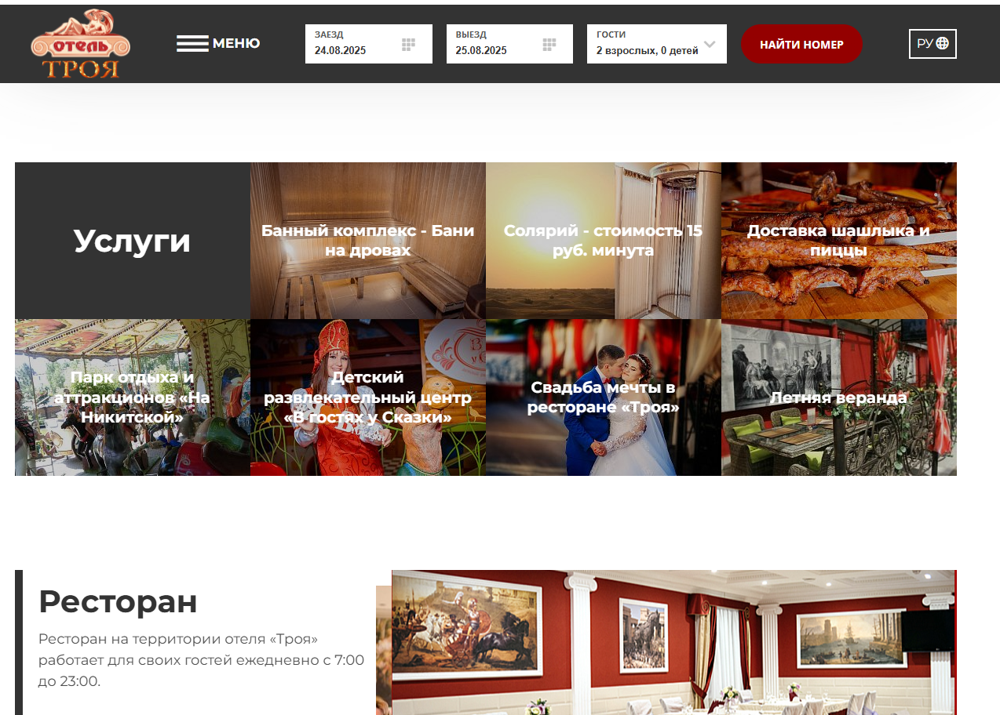 отель
ТРОЯ
МЕНЮ
ЗАЕЗД
24.08.2025
ВЫЕЗД
25.08.2025
ГОСТИ
2 взрослых, 0 детей
НАЙТИ НОМЕР
РУ
Услуги
Банный комплекс - Бани
на дровах
Солярий - стоимость 15
руб. минута
Доставка шашлыка и
пиццы
Парк отдыха и
аттракционов «На
Никитской»
Детский
развлекательный центр
«В гостях у Сказки»
Свадьба мечты в
ресторане «Троя»
Летняя веранда
Ресторан
Ресторан на территории отеля «Троя»
работает для своих гостей ежедневно с 7:00
до 23:00.